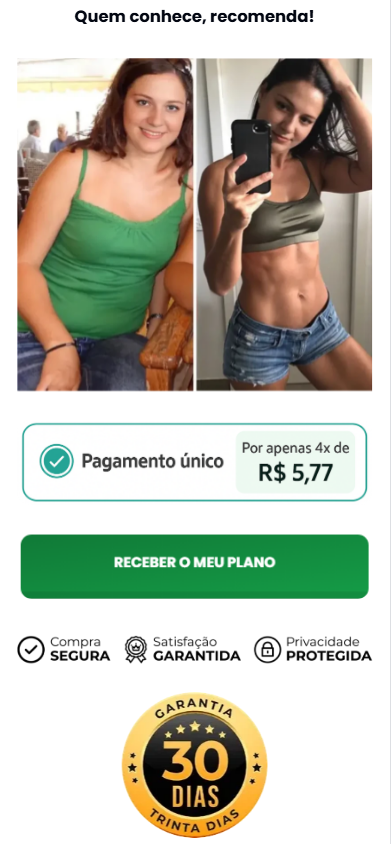 Quem conhece, recomenda!
Pagamento único
Por apenas 4x de
R$ 5,77
RECEBER O MEU PLANO
Compra
SEGURA
Satisfação
GARANTIDA
Privacidade
PROTEGIDA
GARANTIA
30
DIAS
TRINTA DIAS